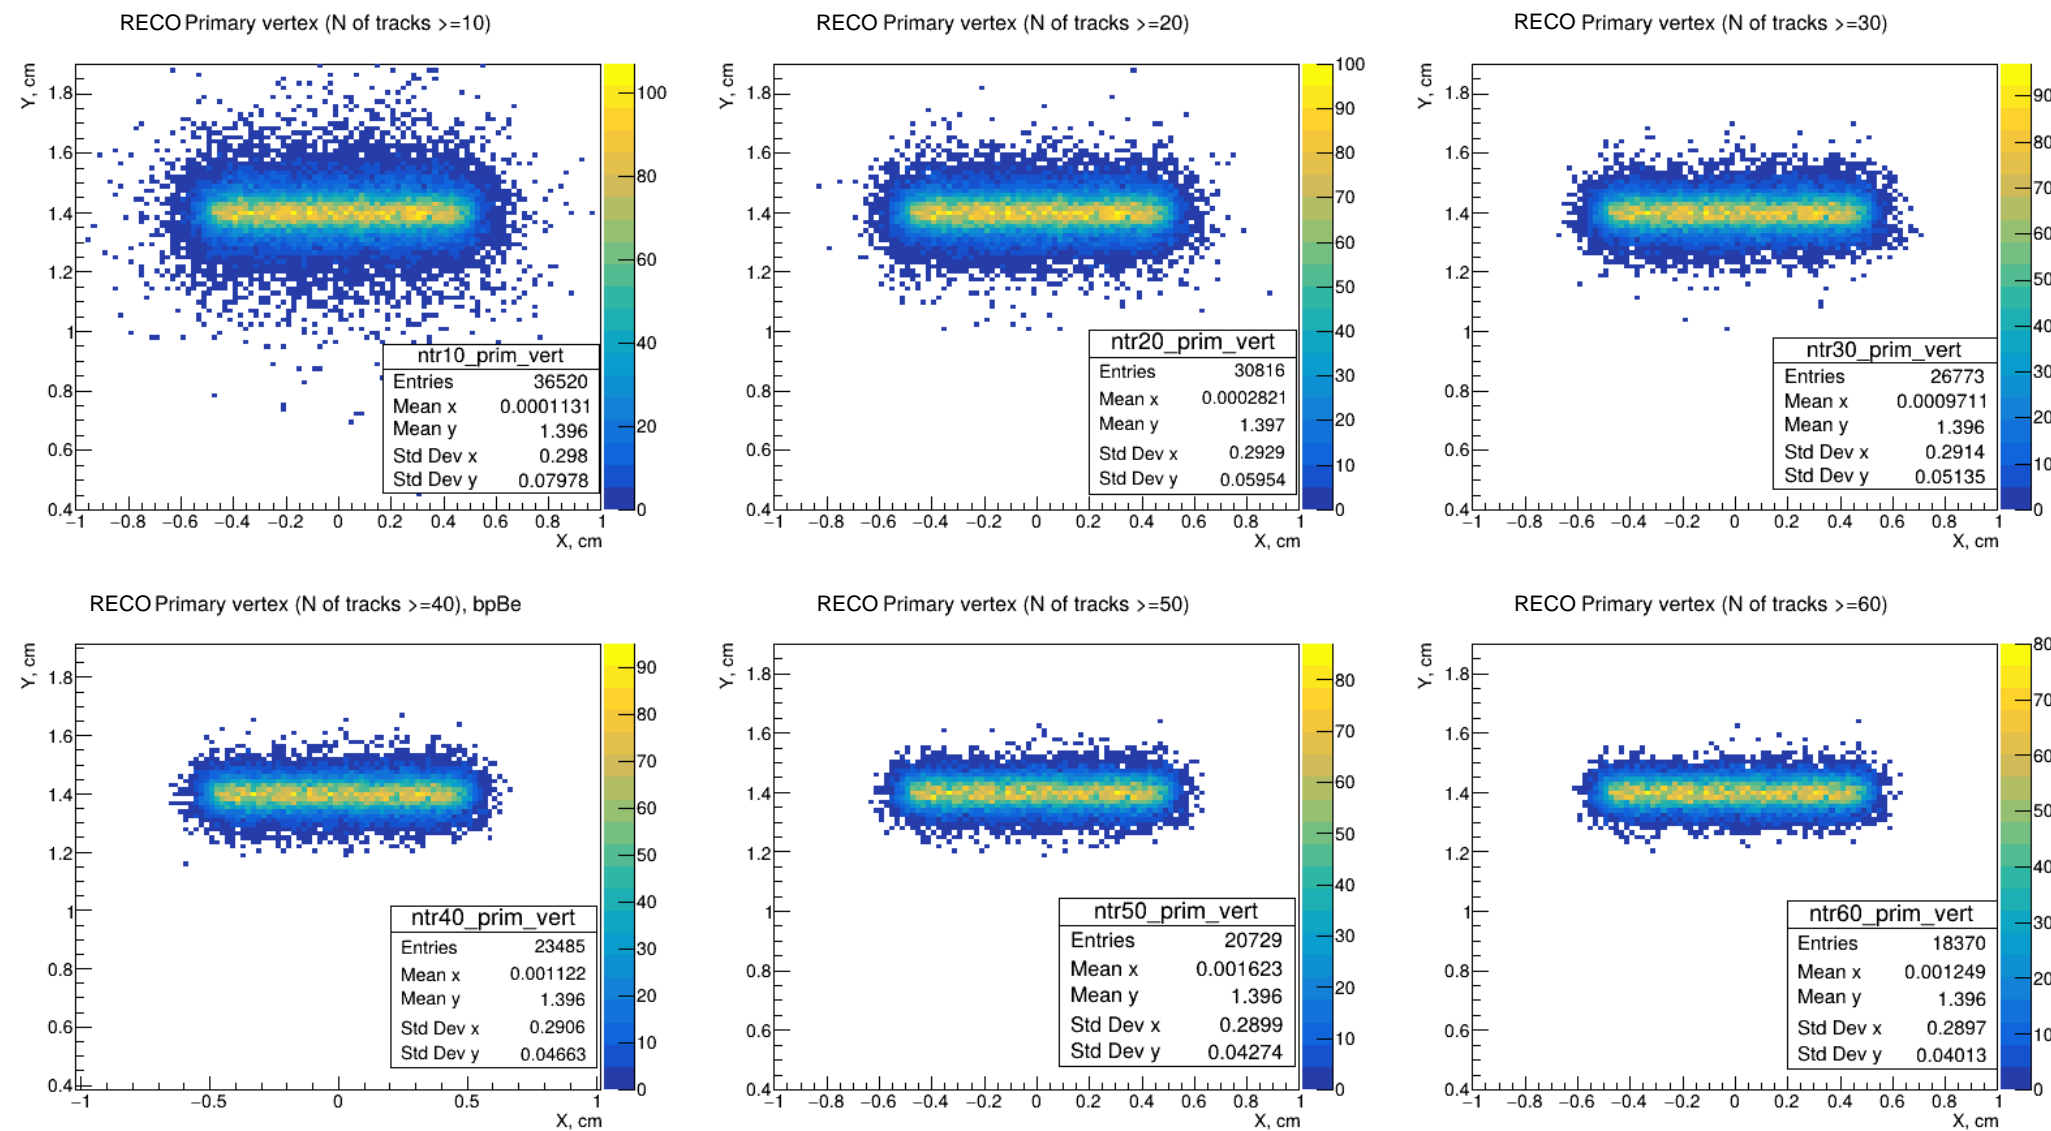 RECO Primary vertex (N of tracks >=10)
Y, cm
1.8
1.6
1.4
1.2
1
0.8
0.6
0.4
−1 −0.8 −0.6 −0.4 −0.2 0 0.2 0.4 0.6 0.8 1
X, cm
100
80
60
40
20
0
ntr10_prim_vert
Entries 36520
Mean x 0.0001131
Mean y 1.396
Std Dev x 0.298
Std Dev y 0.07978
RECO Primary vertex (N of tracks >=20)
Y, cm
1.8
1.6
1.4
1.2
1
0.8
0.6
0.4
−1 −0.8 −0.6 −0.4 −0.2 0 0.2 0.4 0.6 0.8 1
X, cm
100
90
80
70
60
50
40
30
20
10
0
ntr20_prim_vert
Entries 30816
Mean x 0.0002821
Mean y 1.397
Std Dev x 0.2929
Std Dev y 0.05954
RECO Primary vertex (N of tracks >=30)
Y, cm
1.8
1.6
1.4
1.2
1
0.8
0.6
0.4
−1 −0.8 −0.6 −0.4 −0.2 0 0.2 0.4 0.6 0.8 1
X, cm
90
80
70
60
50
40
30
20
10
0
ntr30_prim_vert
Entries 26773
Mean x 0.0009711
Mean y 1.396
Std Dev x 0.2914
Std Dev y 0.05135
RECO Primary vertex (N of tracks >=40), bpBe
Y, cm
1.8
1.6
1.4
1.2
1
0.8
0.6
0.4
−1 −0.5 0 0.5 1
X, cm
90
80
70
60
50
40
30
20
10
0
ntr40_prim_vert
Entries 23485
Mean x 0.001122
Mean y 1.396
Std Dev x 0.2906
Std Dev y 0.04663
RECO Primary vertex (N of tracks >=50)
Y, cm
1.8
1.6
1.4
1.2
1
0.8
0.6
0.4
−1 −0.8 −0.6 −0.4 −0.2 0 0.2 0.4 0.6 0.8 1
X, cm
80
70
60
50
40
30
20
10
0
ntr50_prim_vert
Entries 20729
Mean x 0.001623
Mean y 1.396
Std Dev x 0.2899
Std Dev y 0.04274
RECO Primary vertex (N of tracks >=60)
Y, cm
1.8
1.6
1.4
1.2
1
0.8
0.6
0.4
−1 −0.8 −0.6 −0.4 −0.2 0 0.2 0.4 0.6 0.8 1
X, cm
80
70
60
50
40
30
20
10
0
ntr60_prim_vert
Entries 18370
Mean x 0.001249
Mean y 1.396
Std Dev x 0.2897
Std Dev y 0.04013